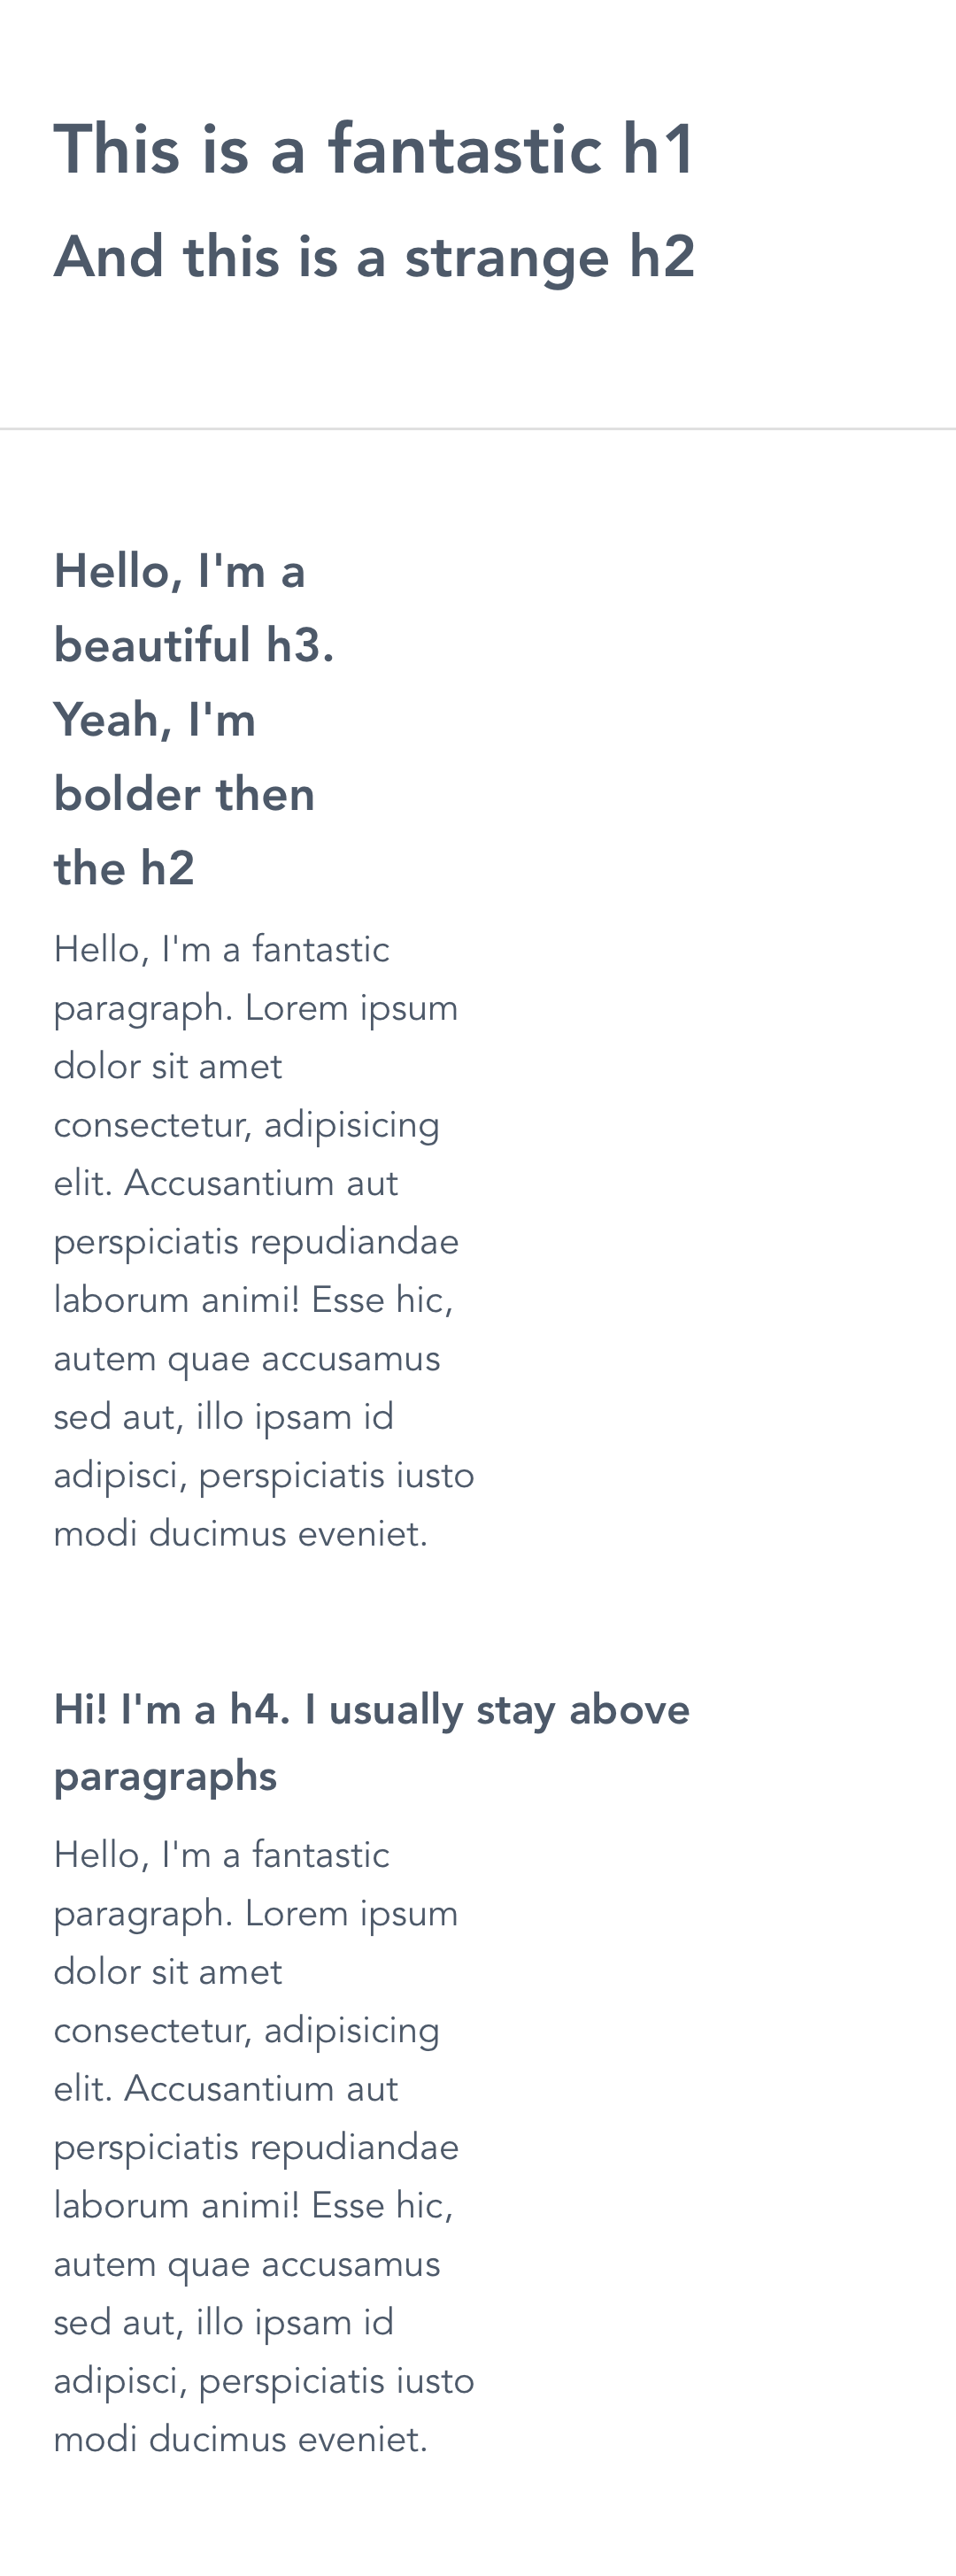 This is a fantastic h1
And this is a strange h2
Hello, I'm a
beautiful h3.
Yeah, I'm
bolder then
the h2
Hello, I'm a fantastic
paragraph. Lorem ipsum
dolor sit amet
consectetur, adipisicing
elit. Accusantium aut
perspiciatis repudiandae
laborum animi! Esse hic,
autem quae accusamus
sed aut, illo ipsam id
adipisci, perspiciatis iusto
modi ducimus eveniet.
Hi! I'm a h4. I usually stay above
paragraphs
Hello, I'm a fantastic
paragraph. Lorem ipsum
dolor sit amet
consectetur, adipisicing
elit. Accusantium aut
perspiciatis repudiandae
laborum animi! Esse hic,
autem quae accusamus
sed aut, illo ipsam id
adipisci, perspiciatis iusto
modi ducimus eveniet.